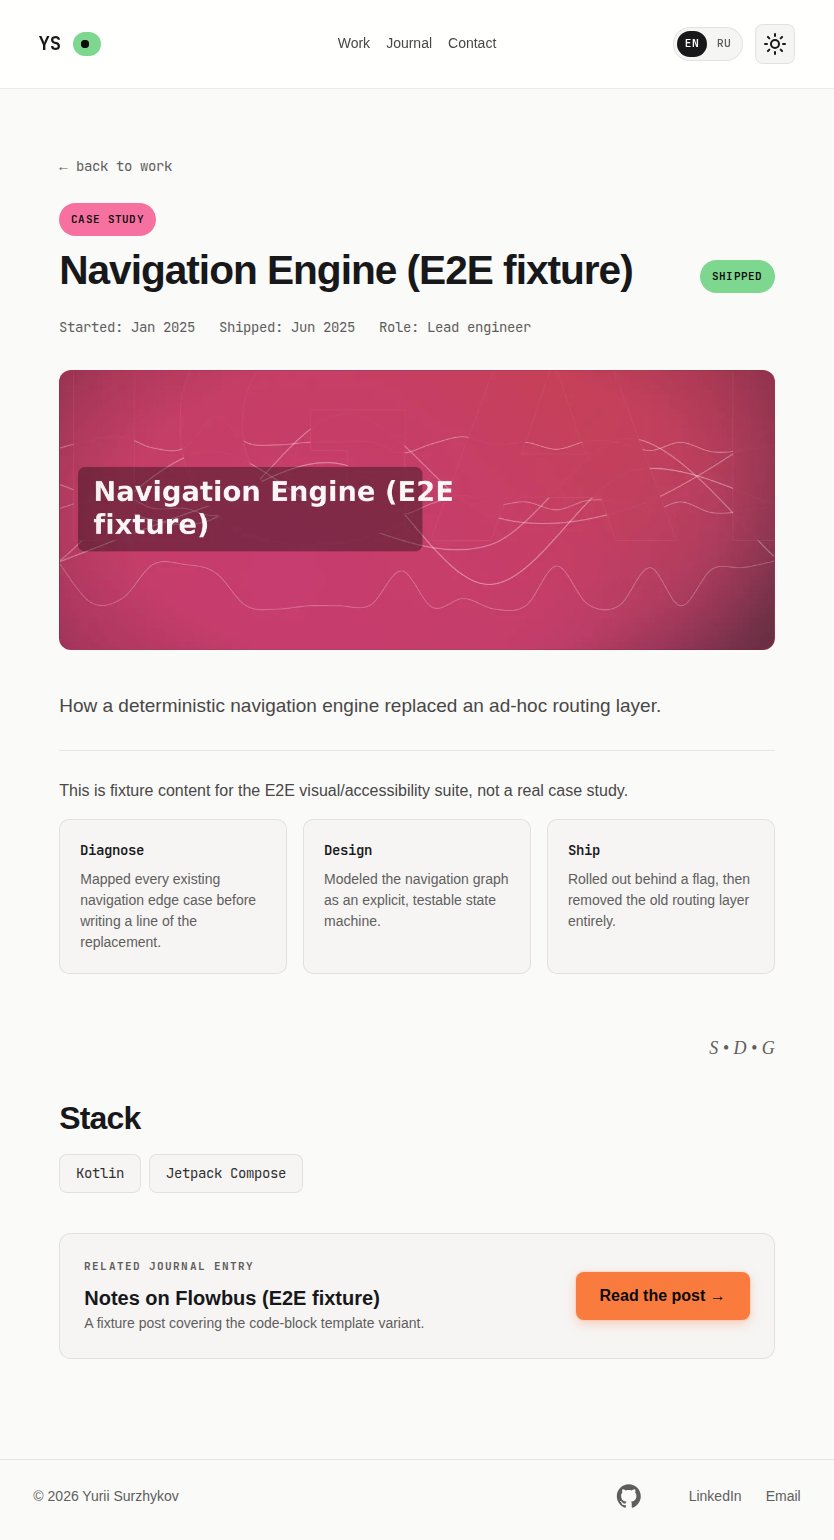 YS
Work Journal Contact
EN RU
← back to work
CASE STUDY
Navigation Engine (E2E fixture)
SHIPPED
Started: Jan 2025 Shipped: Jun 2025 Role: Lead engineer
Navigation Engine (E2E
fixture)
How a deterministic navigation engine replaced an ad-hoc routing layer.
This is fixture content for the E2E visual/accessibility suite, not a real case study.
Diagnose
Mapped every existing
navigation edge case before
writing a line of the
replacement.
Design
Modeled the navigation graph
as an explicit, testable state
machine.
Ship
Rolled out behind a flag, then
removed the old routing layer
entirely.
S • D • G
Stack
Kotlin
Jetpack Compose
RELATED JOURNAL ENTRY
Notes on Flowbus (E2E fixture)
A fixture post covering the code-block template variant.
Read the post →
© 2026 Yurii Surzhykov
LinkedIn Email